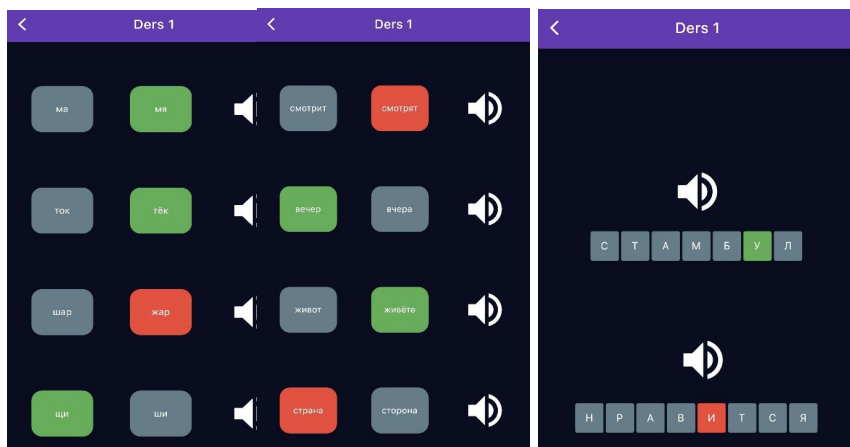 Ders 1
ма мя
ток тёк
шар жар
щи ши
Ders 1
смотрит смотрят
вечер вчера
живот живёте
страна сторона
Ders 1
С Т А М Б У Л
Н Р А В И Т С Я